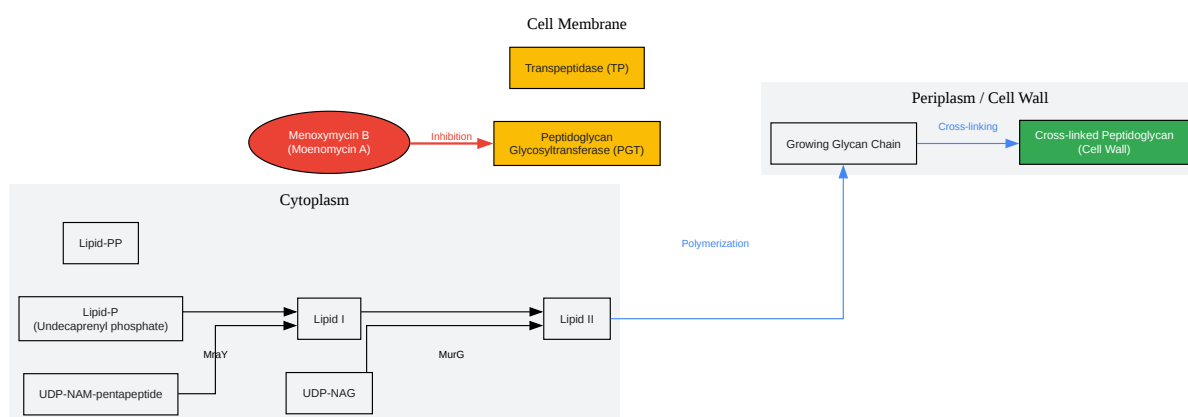 Cell Membrane
Transpeptidase (TP)
Menoxymycin B
(Moenomycin A)
Inhibition
Peptidoglycan
Glycosyltransferase (PGT)
Periplasm / Cell Wall
Growing Glycan Chain
Cross-linking
Cross-linked Peptidoglycan
(Cell Wall)
Cytoplasm
Lipid-PP
Polymerization
Lipid-P
(Undecaprenyl phosphate)
Lipid I
Lipid II
MraY
MurG
UDP-NAM-pentapeptide
UDP-NAG